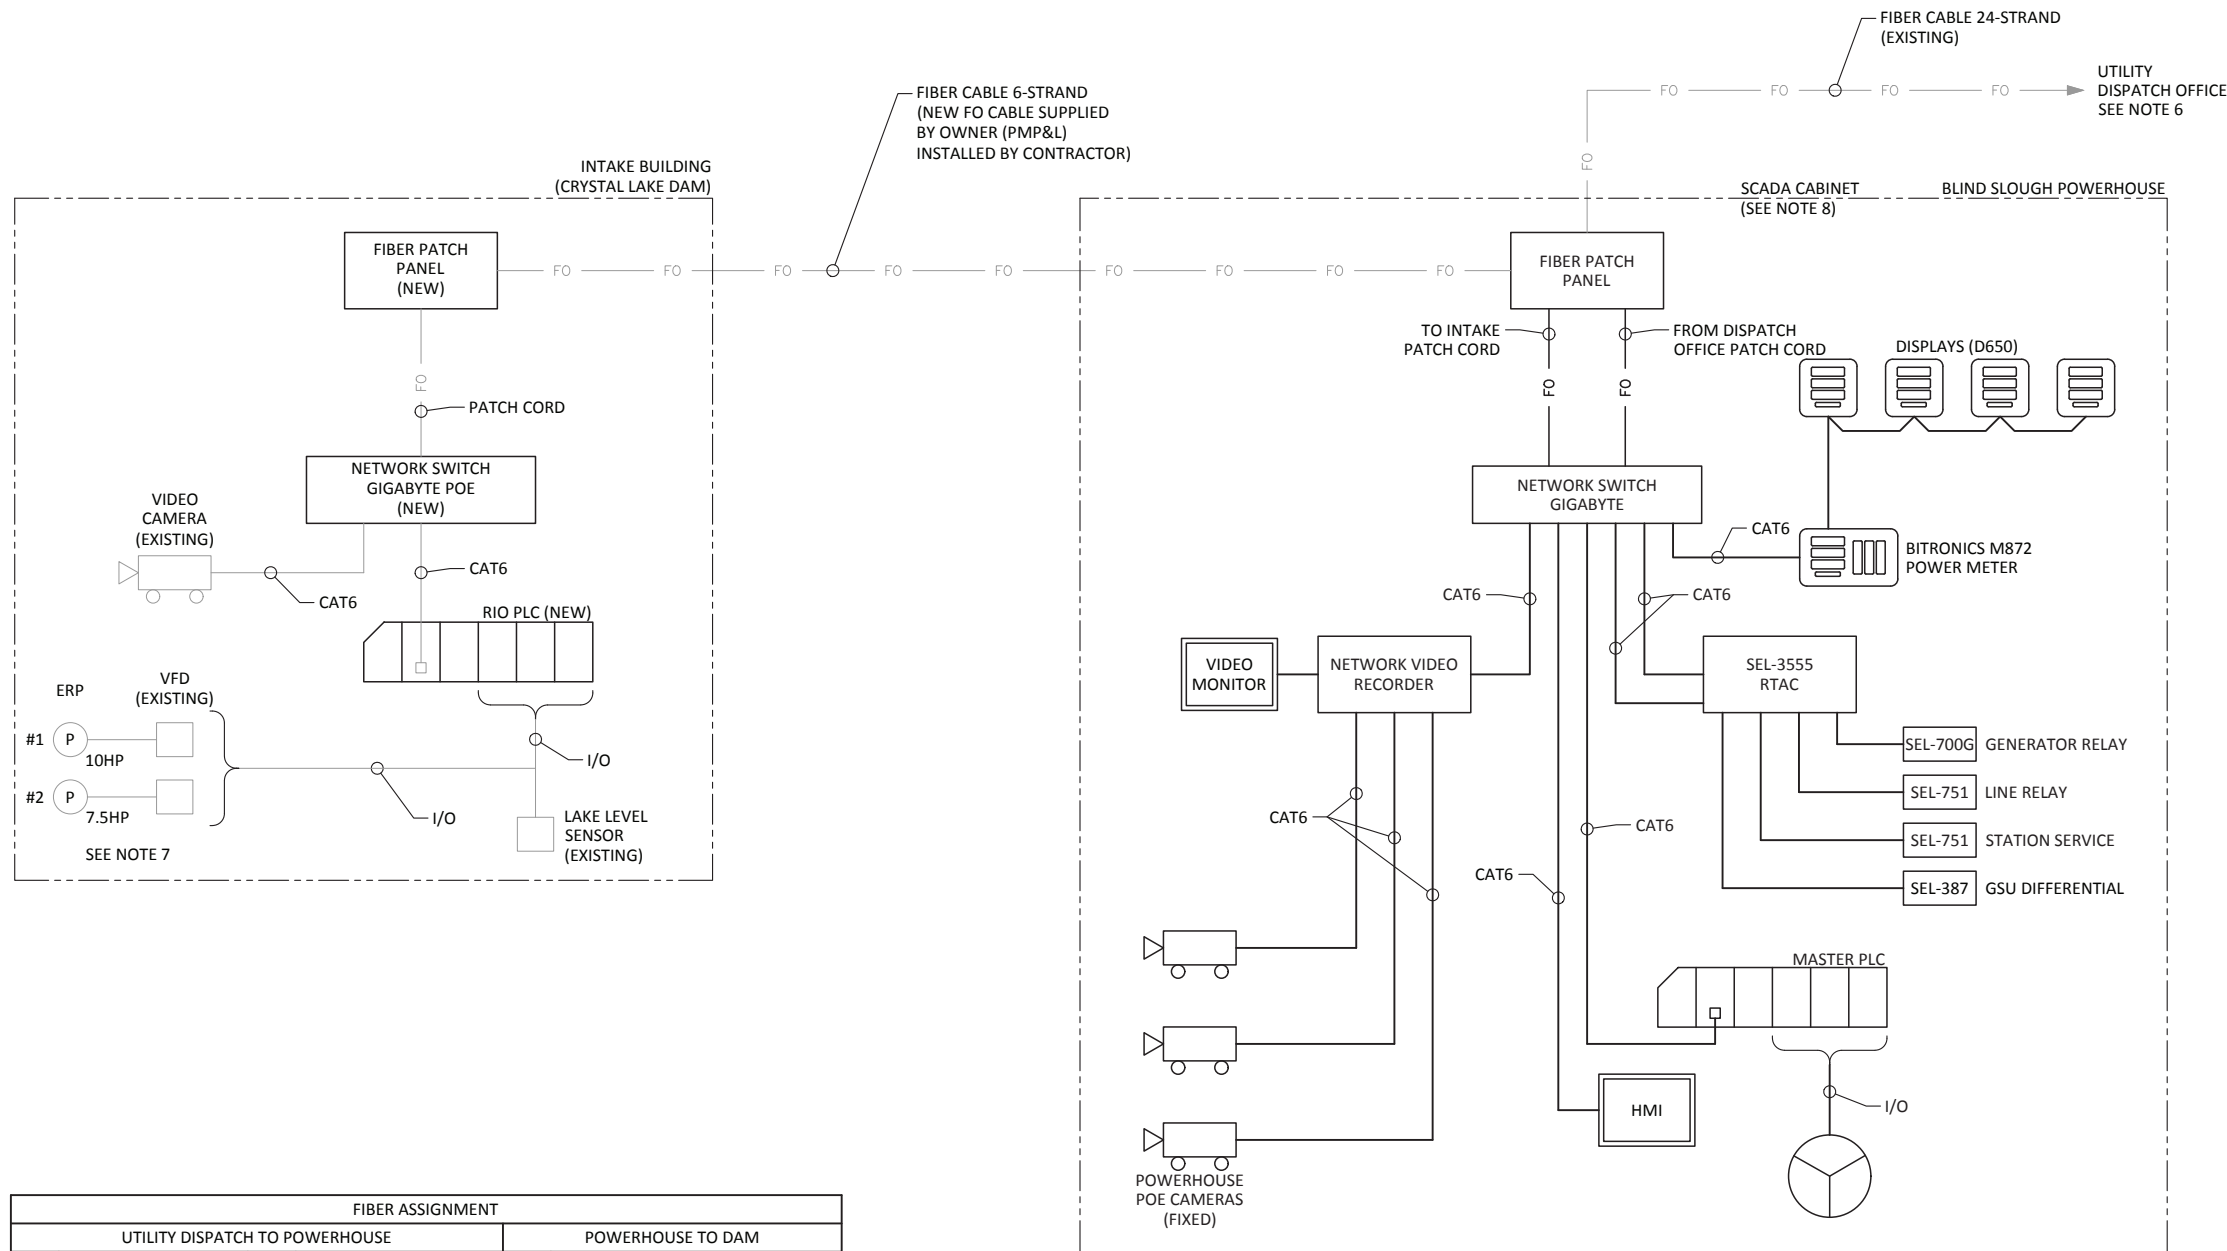 FIBER CABLE 24-STRAND
(EXISTING)
FO
FO
FO
FO
UTILITY
DISPATCH OFFICE
SEE NOTE 6
FO
FIBER CABLE 6-STRAND
(NEW FO CABLE SUPPLIED
BY OWNER (PMP&L)
INSTALLED BY CONTRACTOR)
INTAKE BUILDING
(CRYSTAL LAKE DAM)
FIBER PATCH
PANEL
(NEW)
FO
FO
FO
FO
FO
FO
FO
FO
FO
FO
PATCH CORD
NETWORK SWITCH
GIGABYTE POE
(NEW)
VIDEO
CAMERA
(EXISTING)
CAT6
CAT6
RIO PLC (NEW)
ERP
VFD
(EXISTING)
#1
P
10HP
#2
P
7.5HP
SEE NOTE 7
I/O
I/O
LAKE LEVEL
SENSOR
(EXISTING)
SCADA CABINET
(SEE NOTE 8)
BLIND SLOUGH POWERHOUSE
FIBER PATCH
PANEL
TO INTAKE
PATCH CORD
FROM DISPATCH
OFFICE PATCH CORD
FO
FO
DISPLAYS (D650)
NETWORK SWITCH
GIGABYTE
CAT6
BITRONICS M872
POWER METER
CAT6
CAT6
VIDEO
MONITOR
NETWORK VIDEO
RECORDER
SEL-3555
RTAC
SEL-700G
GENERATOR RELAY
SEL-751
LINE RELAY
SEL-751
STATION SERVICE
SEL-387
GSU DIFFERENTIAL
CAT6
CAT6
CAT6
MASTER PLC
HMI
I/O
POWERHOUSE
POE CAMERAS
(FIXED)
FIBER ASSIGNMENT
UTILITY DISPATCH TO POWERHOUSE
POWERHOUSE TO DAM